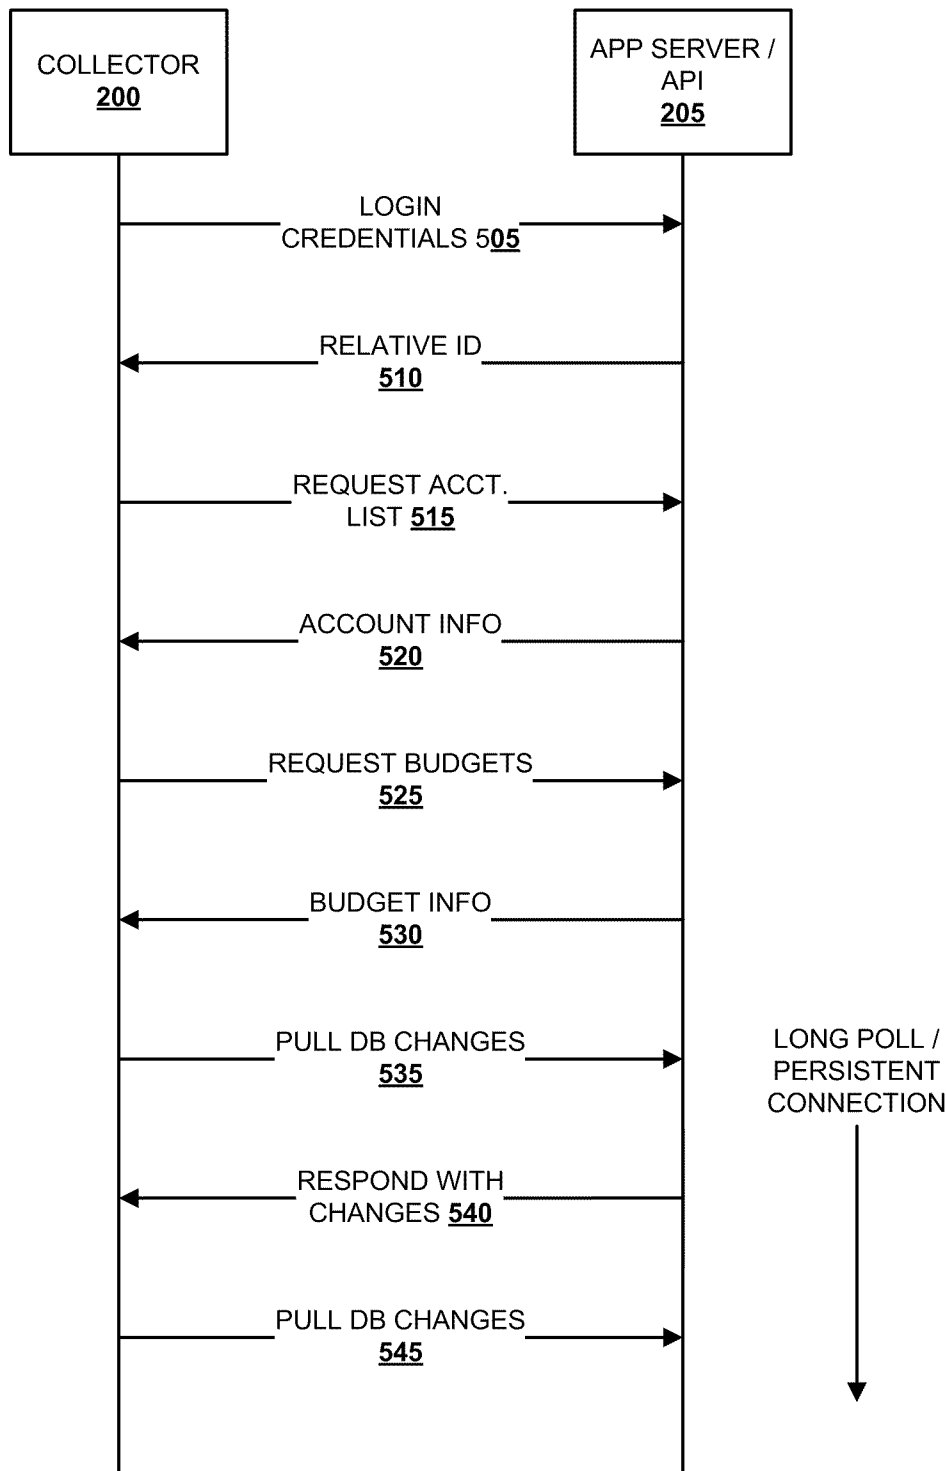 COLLECTOR
200
APP SERVER /
API
205
LOGIN
CREDENTIALS 505
RELATIVE ID
510
REQUEST ACCT.
LIST 515
ACCOUNT INFO
520
REQUEST BUDGETS
525
BUDGET INFO
530
PULL DB CHANGES
535
LONG POLL /
PERSISTENT
CONNECTION
RESPOND WITH
CHANGES 540
PULL DB CHANGES
545